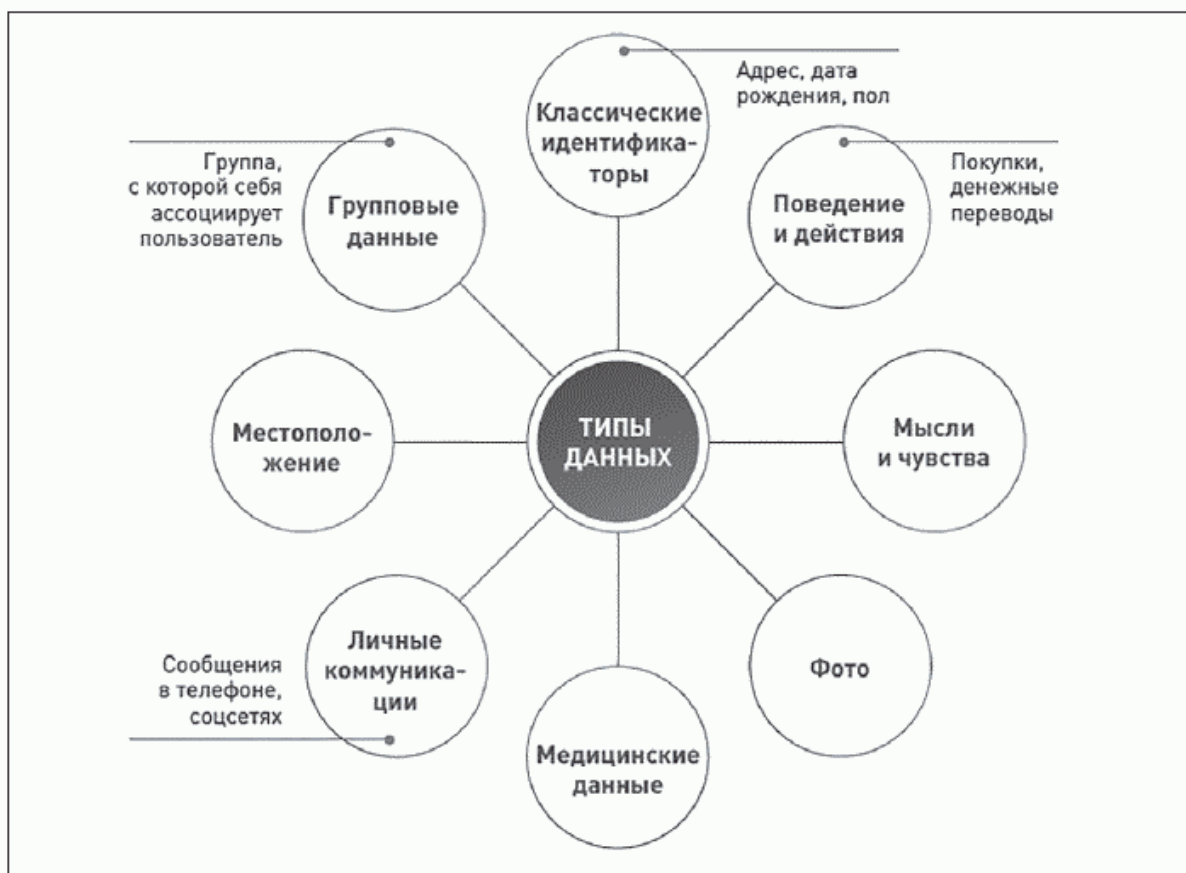 Классические
идентифика-
торы
Адрес, дата
рождения, пол
Группа,
с которой себя
ассоциирует
пользователь
Групповые
данные
Поведение
и действия
Покупки,
денежные
переводы
Местополо-
жение
ТИПЫ
ДАННЫХ
Мысли
и чувства
Сообщения
в телефоне,
соцсетях
Личные
коммуника-
ции
Фото
Медицинские
данные